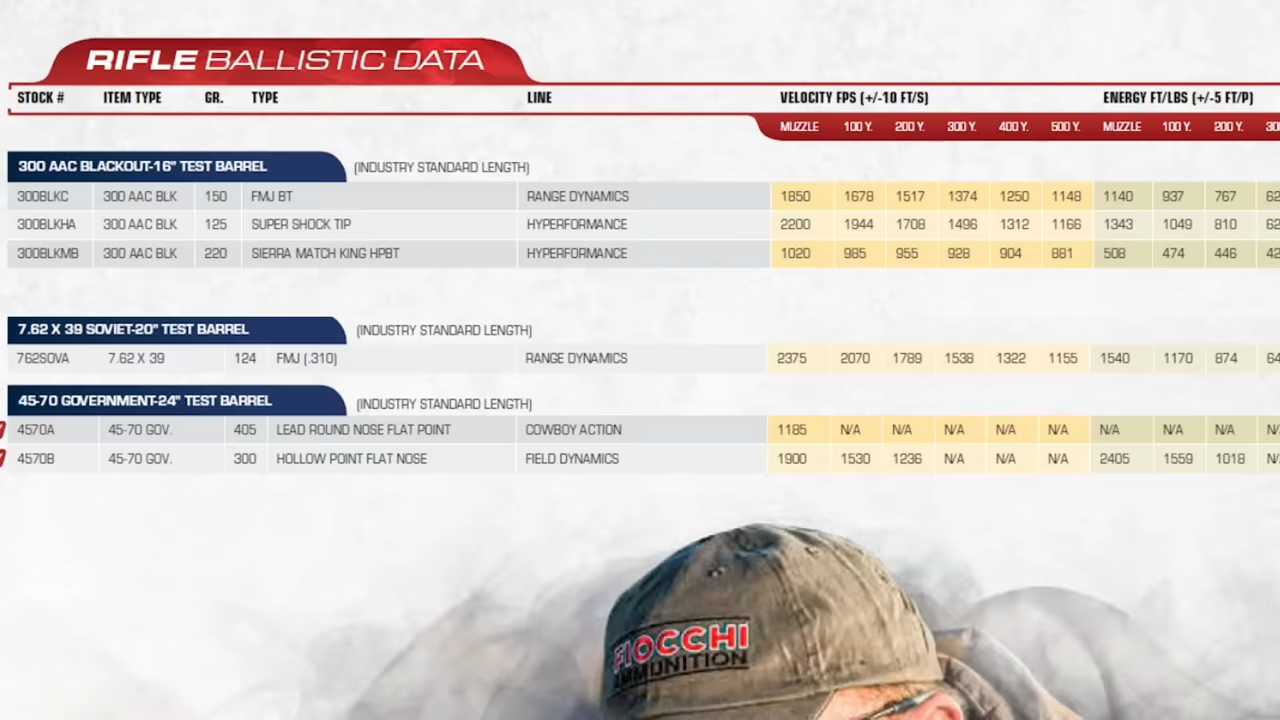 RIFLE BALLISTIC DATA
STOCK # ITEM TYPE GR. TYPE LINE VELOCITY FPS (+/-10 FT/S) ENERGY FT/LBS (+/-5 FT/P)
MUZZLE 100 Y. 200 Y. 300 Y. 400 Y. 500 Y. MUZZLE 100 Y. 200 Y.
300 AAC BLACKOUT-16" TEST BARREL (INDUSTRY STANDARD LENGTH)
300BLKC 300 AAC BLK 150 FMJ BT RANGE DYNAMICS 1850 1678 1517 1374 1250 1148 1140 937 767
300BLKHA 300 AAC BLK 125 SUPER SHOCK TIP HYPERFORMANCE 2200 1944 1708 1496 1312 1166 1343 1049 810
300BLKMB 300 AAC BLK 220 SIERRA MATCH KING HPBT HYPERFORMANCE 1020 985 955 928 904 881 508 474 446
7.62 X 39 SOVIET-20" TEST BARREL (INDUSTRY STANDARD LENGTH)
762SOVA 7.62 X 39 124 FMJ (.310) RANGE DYNAMICS 2375 2070 1789 1538 1322 1155 1540 1170 874
45-70 GOVERNMENT-24" TEST BARREL (INDUSTRY STANDARD LENGTH)
4570A 45-70 GOV. 405 LEAD ROUND NOSE FLAT POINT COWBOY ACTION 1185 N/A N/A N/A N/A N/A N/A N/A N/A
4570B 45-70 GOV. 300 HOLLOW POINT FLAT NOSE FIELD DYNAMICS 1900 1530 1236 N/A N/A N/A 2405 1559 1018
FIOCCHI
AMMUNITION